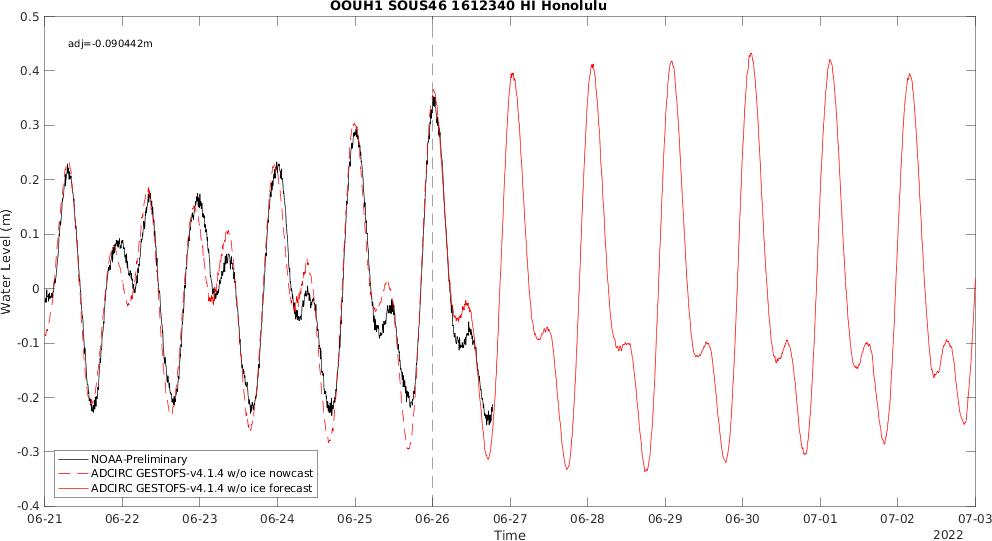 OOUH1 SOUS46 1612340 HI Honolulu
adj=-0.090442m
0.5
0.4
0.3
0.2
0.1
0
-0.1
-0.2
-0.3
-0.4
Water Level (m)
NOAA-Preliminary
ADCIRC GESTOFS-v4.1.4 w/o ice nowcast
ADCIRC GESTOFS-v4.1.4 w/o ice forecast
06-21 06-22 06-23 06-24 06-25 06-26 06-27 06-28 06-29 06-30 07-01 07-02 07-03
Time
2022